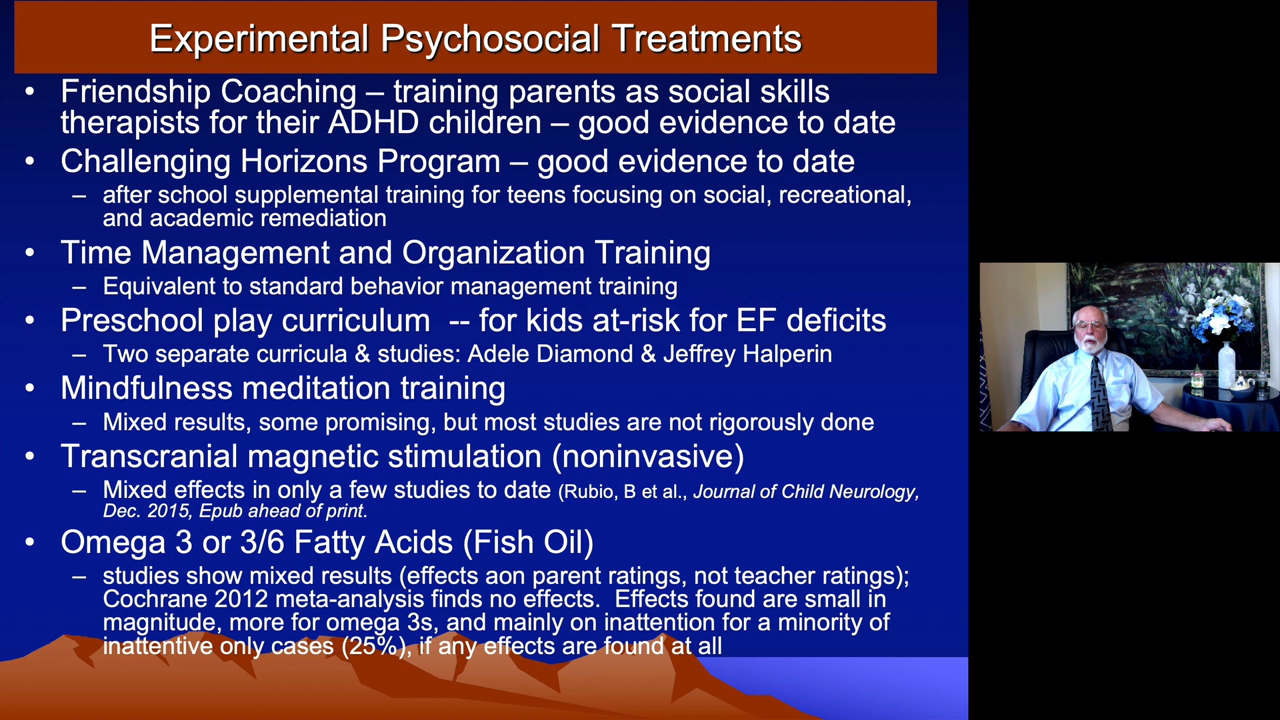 Experimental Psychosocial Treatments
• Friendship Coaching – training parents as social skills
therapists for their ADHD children – good evidence to date
• Challenging Horizons Program – good evidence to date
– after school supplemental training for teens focusing on social, recreational,
and academic remediation
• Time Management and Organization Training
– Equivalent to standard behavior management training
• Preschool play curriculum -- for kids at-risk for EF deficits
– Two separate curricula & studies: Adele Diamond & Jeffrey Halperin
• Mindfulness meditation training
– Mixed results, some promising, but most studies are not rigorously done
• Transcranial magnetic stimulation (noninvasive)
– Mixed effects in only a few studies to date (Rubio, B et al., Journal of Child Neurology,
Dec. 2015, Epub ahead of print.
• Omega 3 or 3/6 Fatty Acids (Fish Oil)
– studies show mixed results (effects aon parent ratings, not teacher ratings);
Cochrane 2012 meta-analysis finds no effects.  Effects found are small in
magnitude, more for omega 3s, and mainly on inattention for a minority of
inattentive only cases (25%), if any effects are found at all